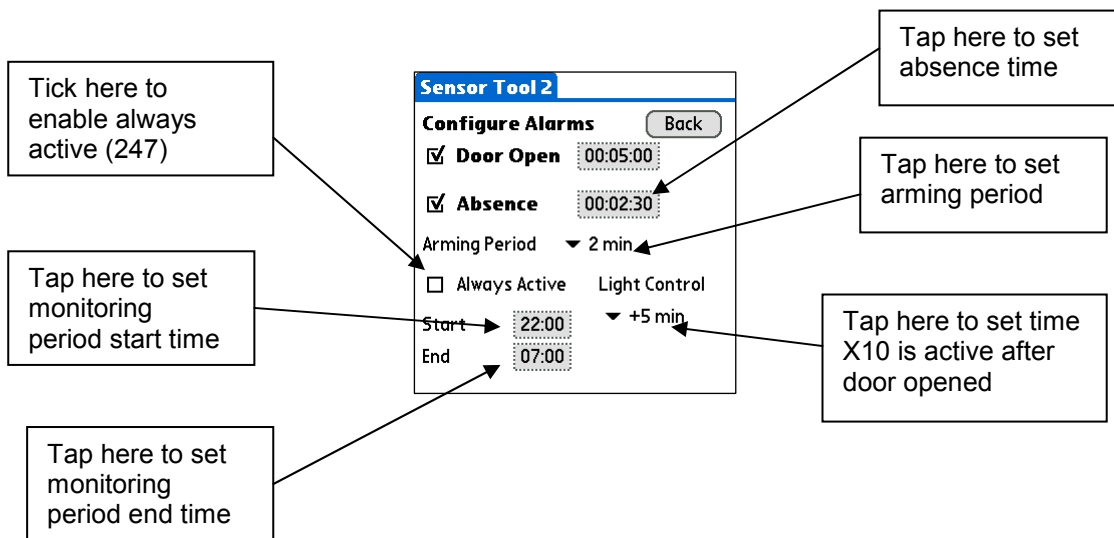 Tap here to set
absence time
Tick here to
enable always
active (247)
Sensor Tool 2
Configure Alarms Back
Door Open 00:05:00
Absence 00:02:30
Arming Period 2 min
Always Active Light Control
+5 min
Start 22:00
End 07:00
Tap here to set
arming period
Tap here to set
monitoring
period start time
Tap here to set time
X10 is active after
door opened
Tap here to set
monitoring
period end time